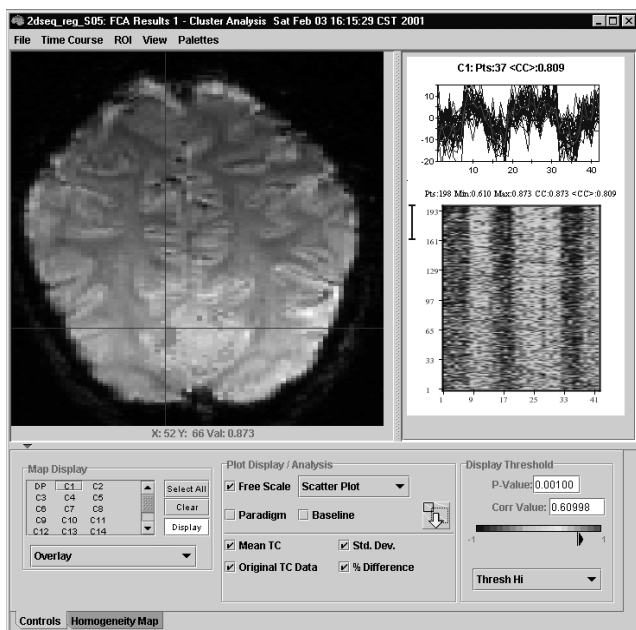 2dseq_reg_S05: FCA Results 1 - Cluster Analysis Sat Feb 03 16:15:29 CST 2001
File Time Course ROI View Palettes
C1: Pts:37 <CC>:0.809
10
0
-10
-20
10 20 30 40
Pts:198 Min:0.610 Max:0.873 CC:0.873 <CC>:0.809
193
161
129
97
65
33
1
1 9 17 25 33 41
X: 52 Y: 66 Val: 0.873
Map Display
DP C1 C2
C3 C4 C5
C6 C7 C8
C9 C10 C11
C12 C13 C14
Select All
Clear
Display
Overlay
Plot Display / Analysis
Free Scale Scatter Plot
Paradigm Baseline
Mean TC Std. Dev.
Original TC Data % Difference
Display Threshold
P-Value: 0.00100
Corr Value: 0.60998
-1 1
Thresh Hi
Controls Homogeneity Map